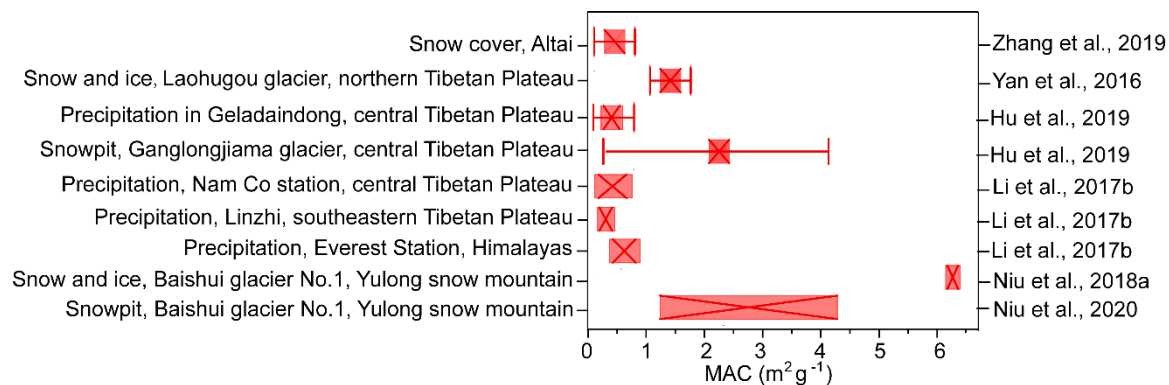 Snow cover, Altai Zhang et al., 2019
Snow and ice, Laohugou glacier, northern Tibetan Plateau Yan et al., 2016
Precipitation in Geladaindong, central Tibetan Plateau Hu et al., 2019
Snowpit, Ganglongjiama glacier, central Tibetan Plateau Hu et al., 2019
Precipitation, Nam Co station, central Tibetan Plateau Li et al., 2017b
Precipitation, Linzhi, southeastern Tibetan Plateau Li et al., 2017b
Precipitation, Everest Station, Himalayas Li et al., 2017b
Snow and ice, Baishui glacier No.1, Yulong snow mountain Niu et al., 2018a
Snowpit, Baishui glacier No.1, Yulong snow mountain Niu et al., 2020
0 1 2 3 4 5 6
MAC (m² g⁻¹)